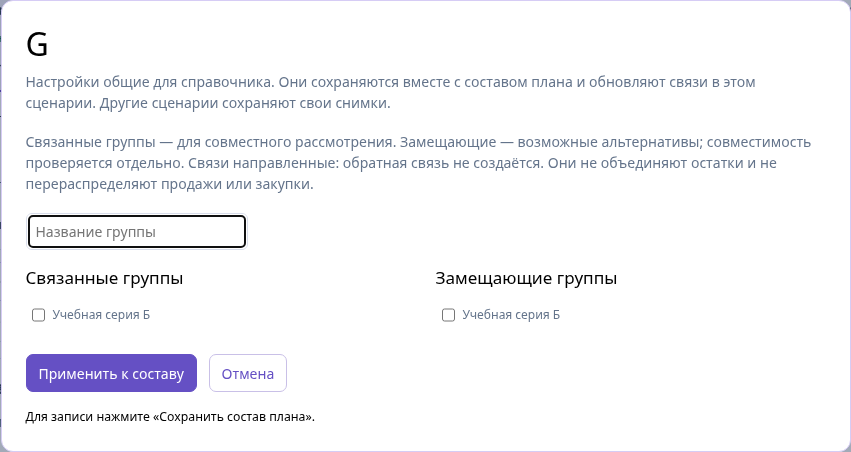 G
Настройки общие для справочника. Они сохраняются вместе с составом плана и обновляют связи в этом
сценарии. Другие сценарии сохраняют свои снимки.
Связанные группы — для совместного рассмотрения. Замещающие — возможные альтернативы; совместимость
проверяется отдельно. Связи направленные: обратная связь не создаётся. Они не объединяют остатки и не
перераспределяют продажи или закупки.
Название группы
Связанные группы
Учебная серия Б
Замещающие группы
Учебная серия Б
Применить к составу
Отмена
Для записи нажмите «Сохранить состав плана».